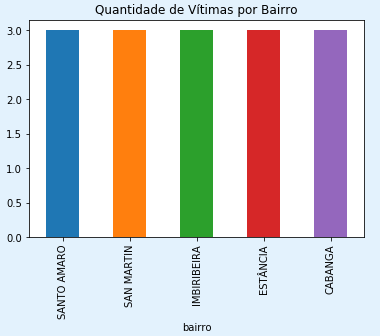 Quantidade de Vítimas por Bairro
3.0
2.5
2.0
1.5
1.0
0.5
0.0
SANTO AMARO
SAN MARTIN
IMBIRIBEIRA
ESTÂNCIA
CABANGA
bairro